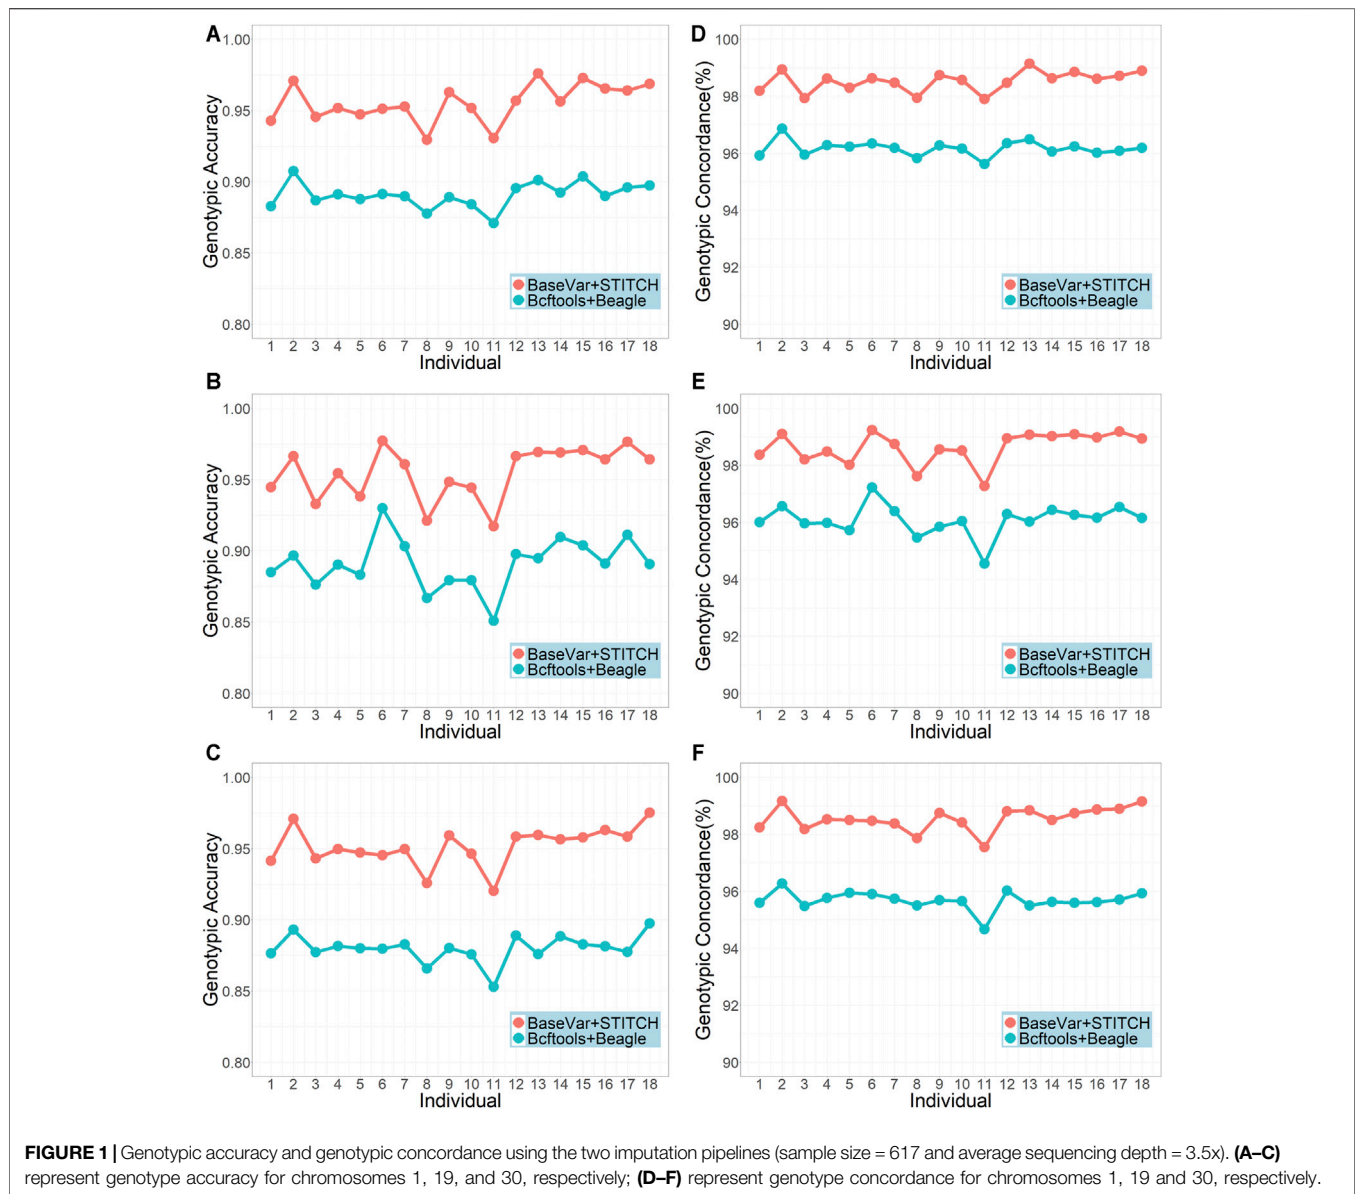 A
Genotypic Accuracy
1.00
0.95
0.90
0.85
0.80
BaseVar+STITCH
Bcftools+Beagle
1 2 3 4 5 6 7 8 9 10 11 12 13 14 15 16 17 18
Individual
D
Genotypic Concordance(%)
100
98
96
94
92
90
BaseVar+STITCH
Bcftools+Beagle
1 2 3 4 5 6 7 8 9 10 11 12 13 14 15 16 17 18
Individual
B
Genotypic Accuracy
1.00
0.95
0.90
0.85
0.80
BaseVar+STITCH
Bcftools+Beagle
1 2 3 4 5 6 7 8 9 10 11 12 13 14 15 16 17 18
Individual
E
Genotypic Concordance(%)
100
98
96
94
92
90
BaseVar+STITCH
Bcftools+Beagle
1 2 3 4 5 6 7 8 9 10 11 12 13 14 15 16 17 18
Individual
C
Genotypic Accuracy
1.00
0.95
0.90
0.85
0.80
BaseVar+STITCH
Bcftools+Beagle
1 2 3 4 5 6 7 8 9 10 11 12 13 14 15 16 17 18
Individual
F
Genotypic Concordance(%)
100
98
96
94
92
90
BaseVar+STITCH
Bcftools+Beagle
1 2 3 4 5 6 7 8 9 10 11 12 13 14 15 16 17 18
Individual
FIGURE 1 | Genotypic accuracy and genotypic concordance using the two imputation pipelines (sample size = 617 and average sequencing depth = 3.5x). (A–C)
represent genotype accuracy for chromosomes 1, 19, and 30, respectively; (D–F) represent genotype concordance for chromosomes 1, 19 and 30, respectively.